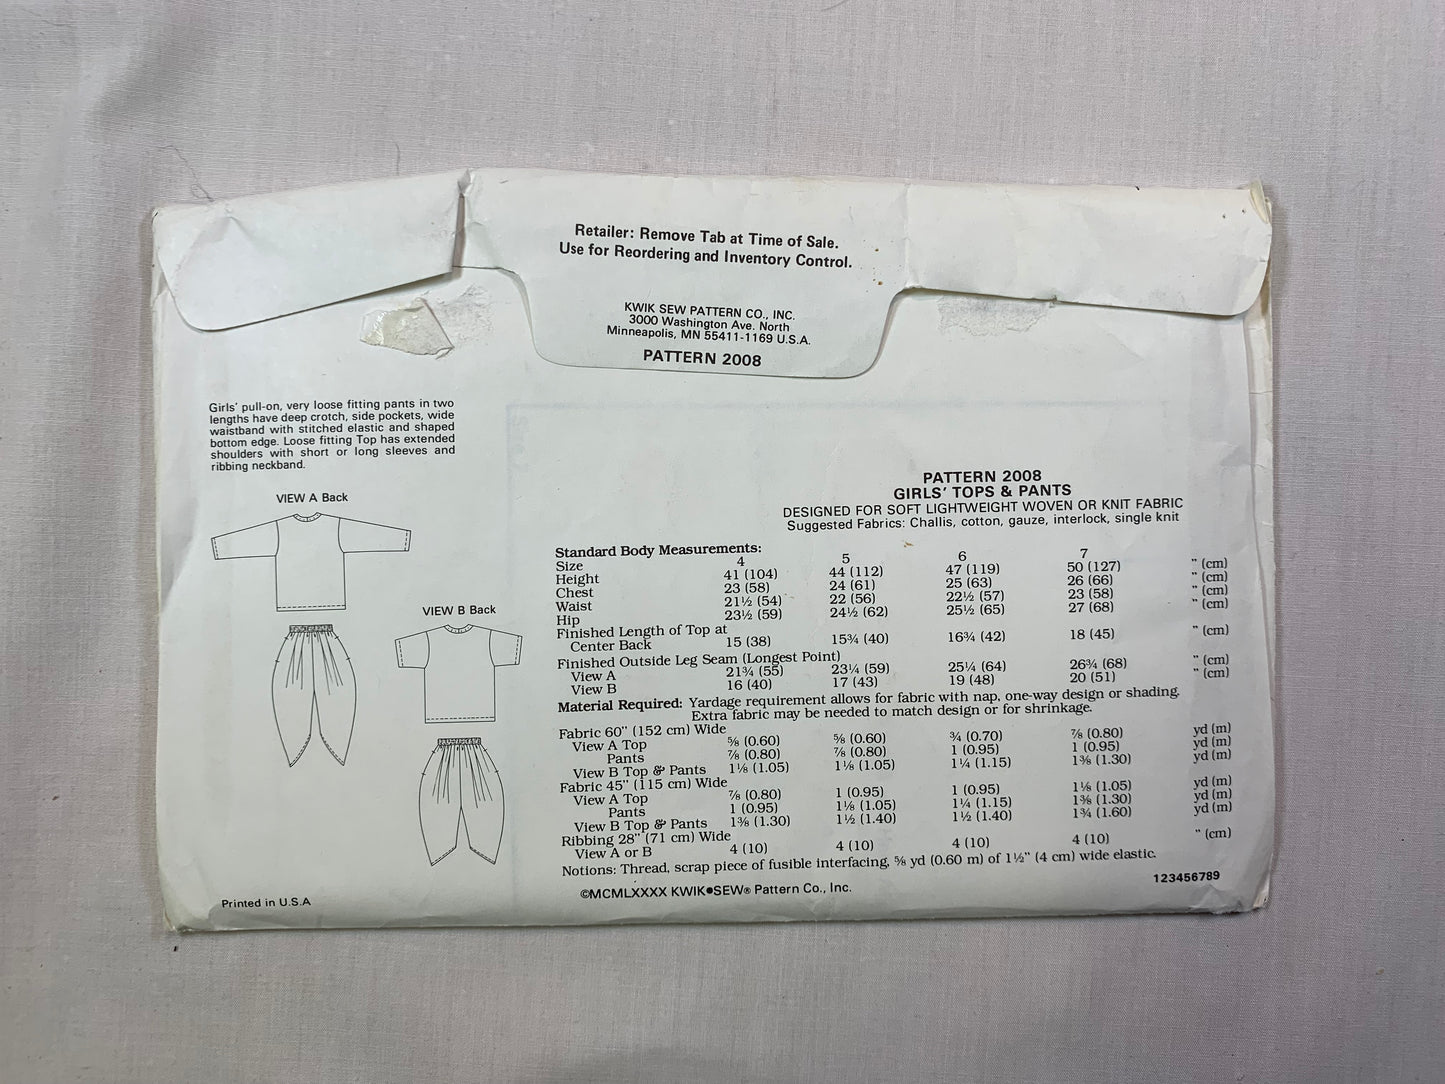 Retailer: Remove Tab at Time of Sale.
Use for Reordering and Inventory Control.
KWIK SEW PATTERN CO., INC.
3000 Washington Ave. North
Minneapolis, MN 55411-1169 U.S.A.
PATTERN 2008
Girls' pull-on, very loose fitting pants in two
lengths have deep crotch, side pockets, wide
waistband with stitched elastic and shaped
bottom edge. Loose fitting Top has extended
shoulders with short or long sleeves and
ribbing neckband.
VIEW A Back
VIEW B Back
PATTERN 2008
GIRLS' TOPS & PANTS
DESIGNED FOR SOFT LIGHTWEIGHT WOVEN OR KNIT FABRIC
Suggested Fabrics: Challis, cotton, gauze, interlock, single knit
Standard Body Measurements:
Size 4 5 6 7
Height 41 (104) 44 (112) 47 (119) 50 (127) " (cm)
Chest 23 (58) 24 (61) 25 (63) 26 (66) " (cm)
Waist 21½ (54) 22 (56) 22½ (57) 23 (58) " (cm)
Hip 23½ (59) 24½ (62) 25½ (65) 27 (68) " (cm)
Finished Length of Top at
Center Back 15 (38) 15¾ (40) 16¾ (42) 18 (45) " (cm)
Finished Outside Leg Seam (Longest Point)
View A 21¾ (55) 23¼ (59) 25¼ (64) 26¾ (68) " (cm)
View B 16 (40) 17 (43) 19 (48) 20 (51) " (cm)
Material Required: Yardage requirement allows for fabric with nap, one-way design or shading.
Extra fabric may be needed to match design or for shrinkage.
Fabric 60" (152 cm) Wide
View A Top ⅝ (0.60) ⅝ (0.60) ¾ (0.70) ⅞ (0.80) yd (m)
Pants ⅞ (0.80) ⅞ (0.80) 1 (0.95) 1 (0.95) yd (m)
View B Top & Pants 1⅛ (1.05) 1⅛ (1.05) 1¼ (1.15) 1⅜ (1.30) yd (m)
Fabric 45" (115 cm) Wide
View A Top ⅞ (0.80) 1 (0.95) 1 (0.95) 1⅛ (1.05) yd (m)
Pants 1 (0.95) 1⅛ (1.05) 1¼ (1.15) 1⅜ (1.30) yd (m)
View B Top & Pants 1⅜ (1.30) 1½ (1.40) 1½ (1.40) 1¾ (1.60) yd (m)
Ribbing 28" (71 cm) Wide
View A or B 4 (10) 4 (10) 4 (10) 4 (10) " (cm)
Notions: Thread, scrap piece of fusible interfacing, ⅝ yd (0.60 m) of 1½" (4 cm) wide elastic.
©MCMLXXXX KWIK•SEW® Pattern Co., Inc.
123456789
Printed in U.S.A